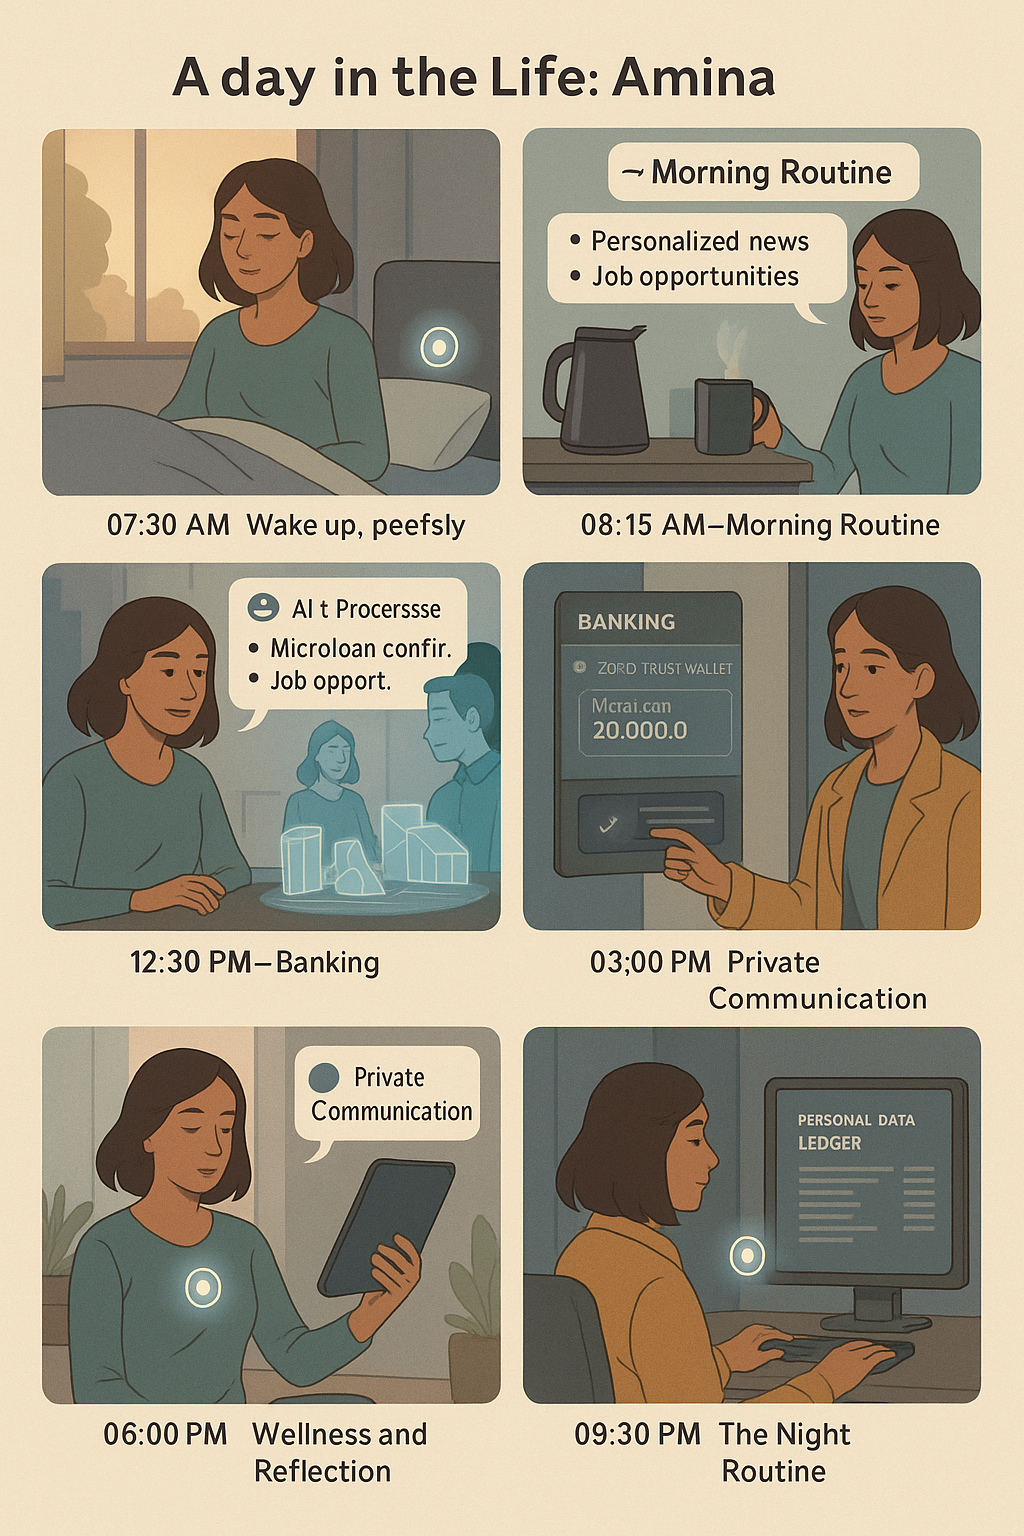 A day in the Life: Amina
~ Morning Routine
• Personalized news
• Job opportunities
07:30 AM Wake up, peefsly
08:15 AM–Morning Routine
AI t Procerssse
• Microloan confir.
• Job opport.
BANKING
ZORD TRUST WALLET
Mcrai.can
20.000.0
12:30 PM–Banking
03;00 PM Private
Communication
Private
Communication
PERSONAL DATA
LEDGER
06:00 PM Wellness and
Reflection
09:30 PM The Night
Routine